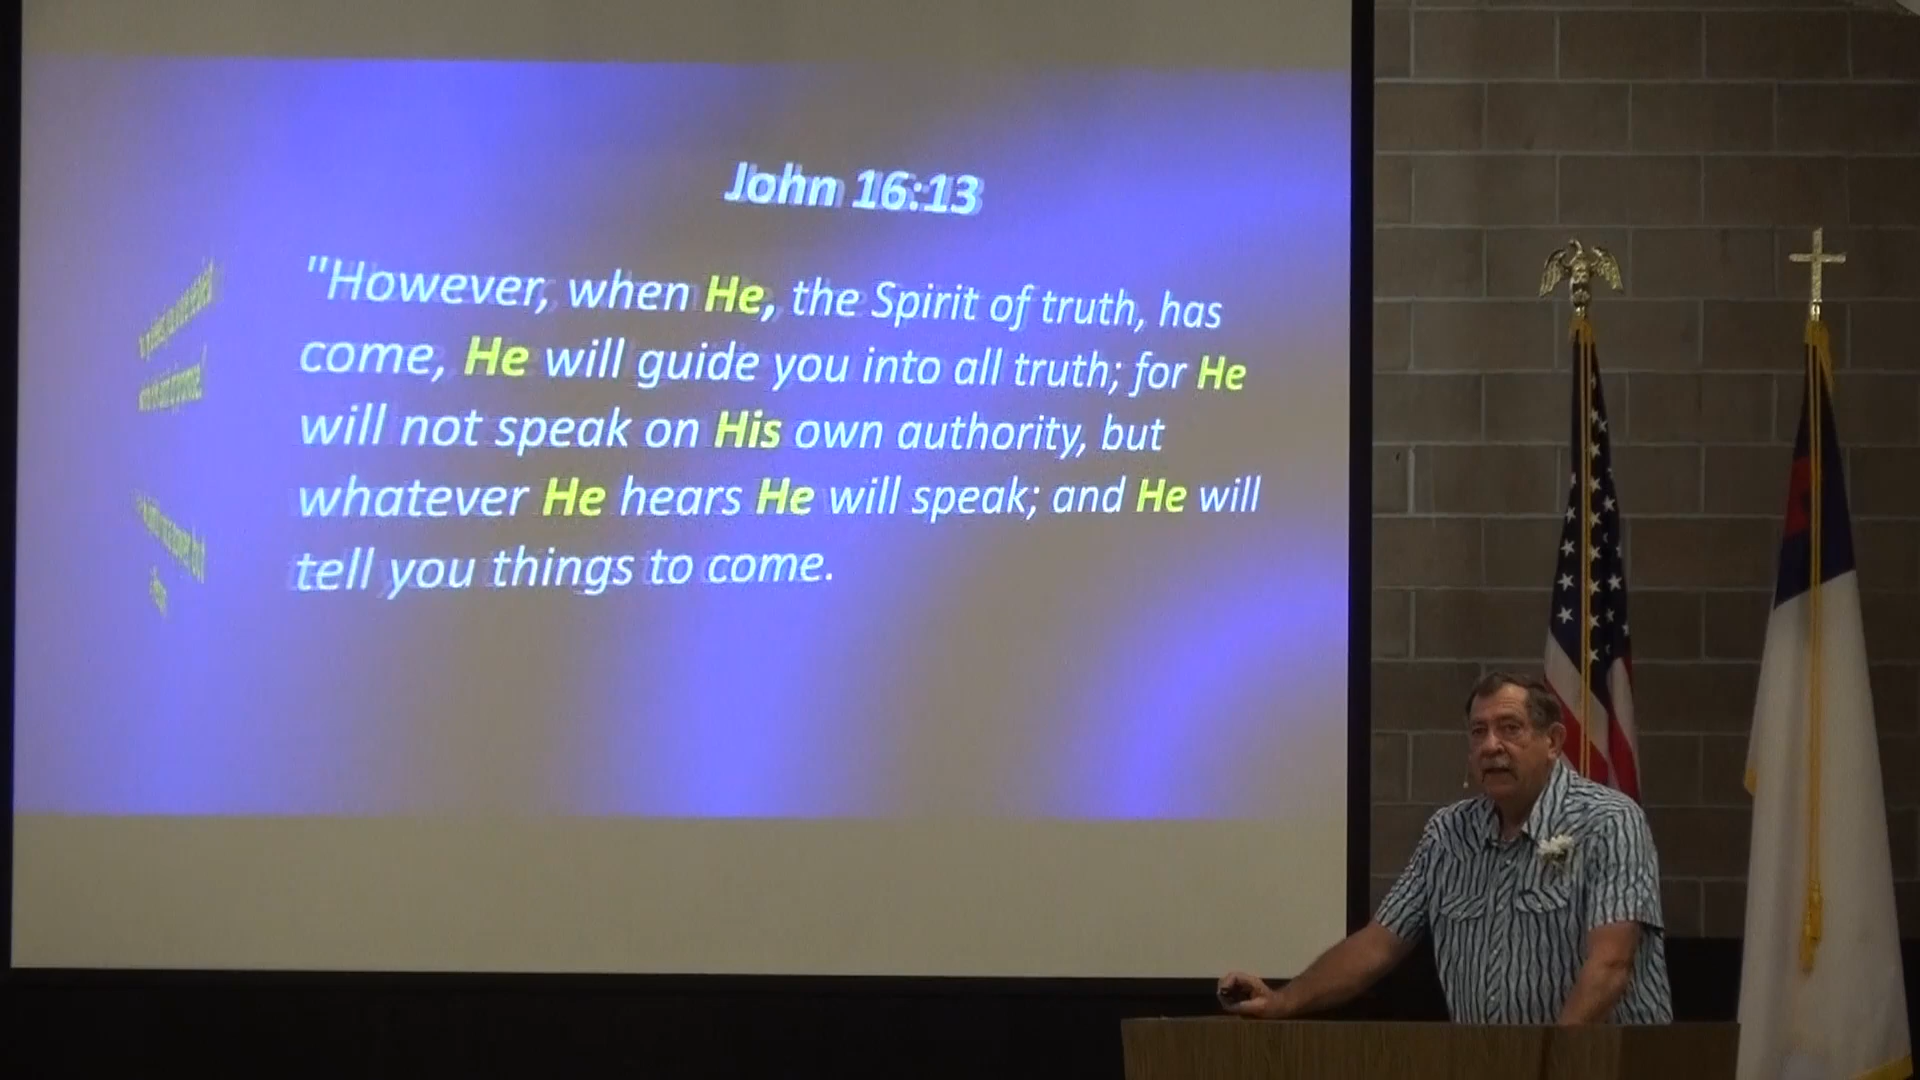 John 16:13
"However, when He, the Spirit of truth, has
come, He will guide you into all truth; for He
will not speak on His own authority, but
whatever He hears He will speak; and He will
tell you things to come.